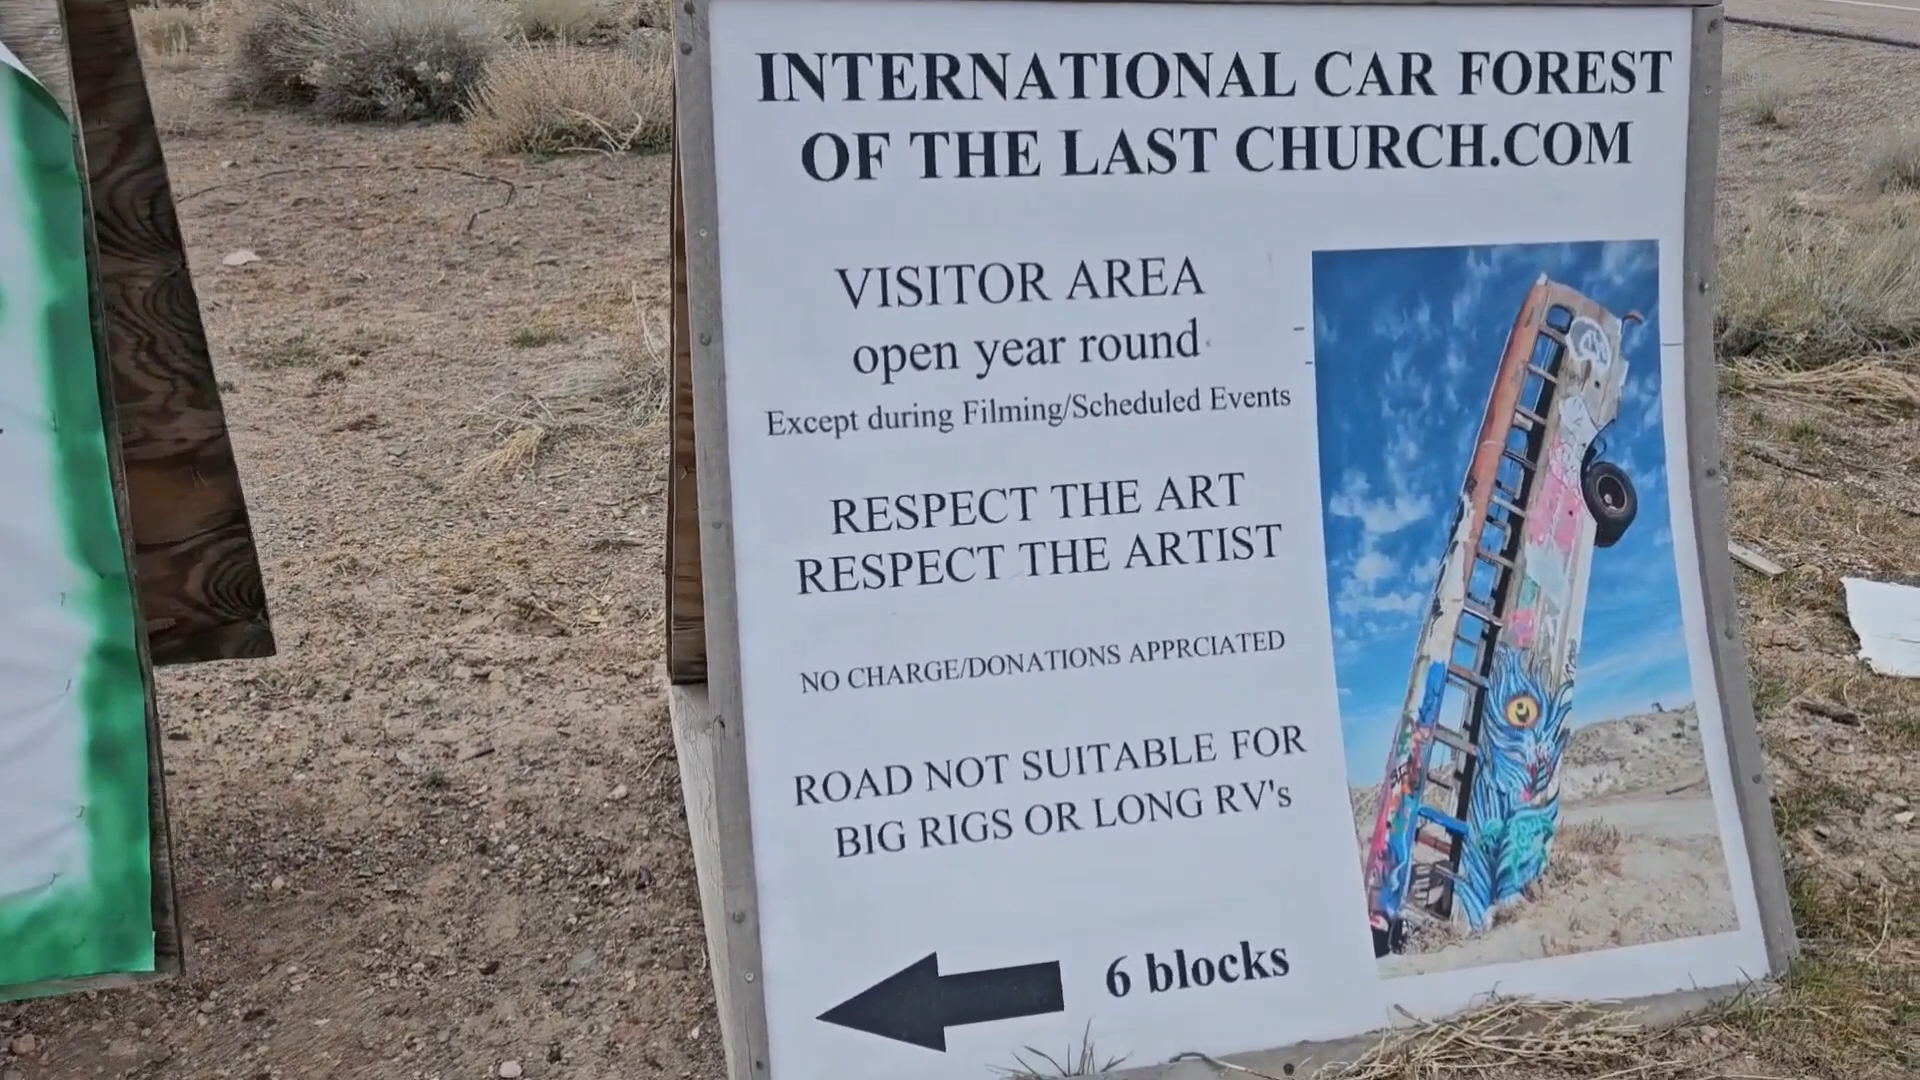 INTERNATIONAL CAR FOREST
OF THE LAST CHURCH.COM
VISITOR AREA
open year round
Except during Filming/Scheduled Events
RESPECT THE ART
RESPECT THE ARTIST
NO CHARGE/DONATIONS APPRCIATED
ROAD NOT SUITABLE FOR
BIG RIGS OR LONG RV's
6 blocks